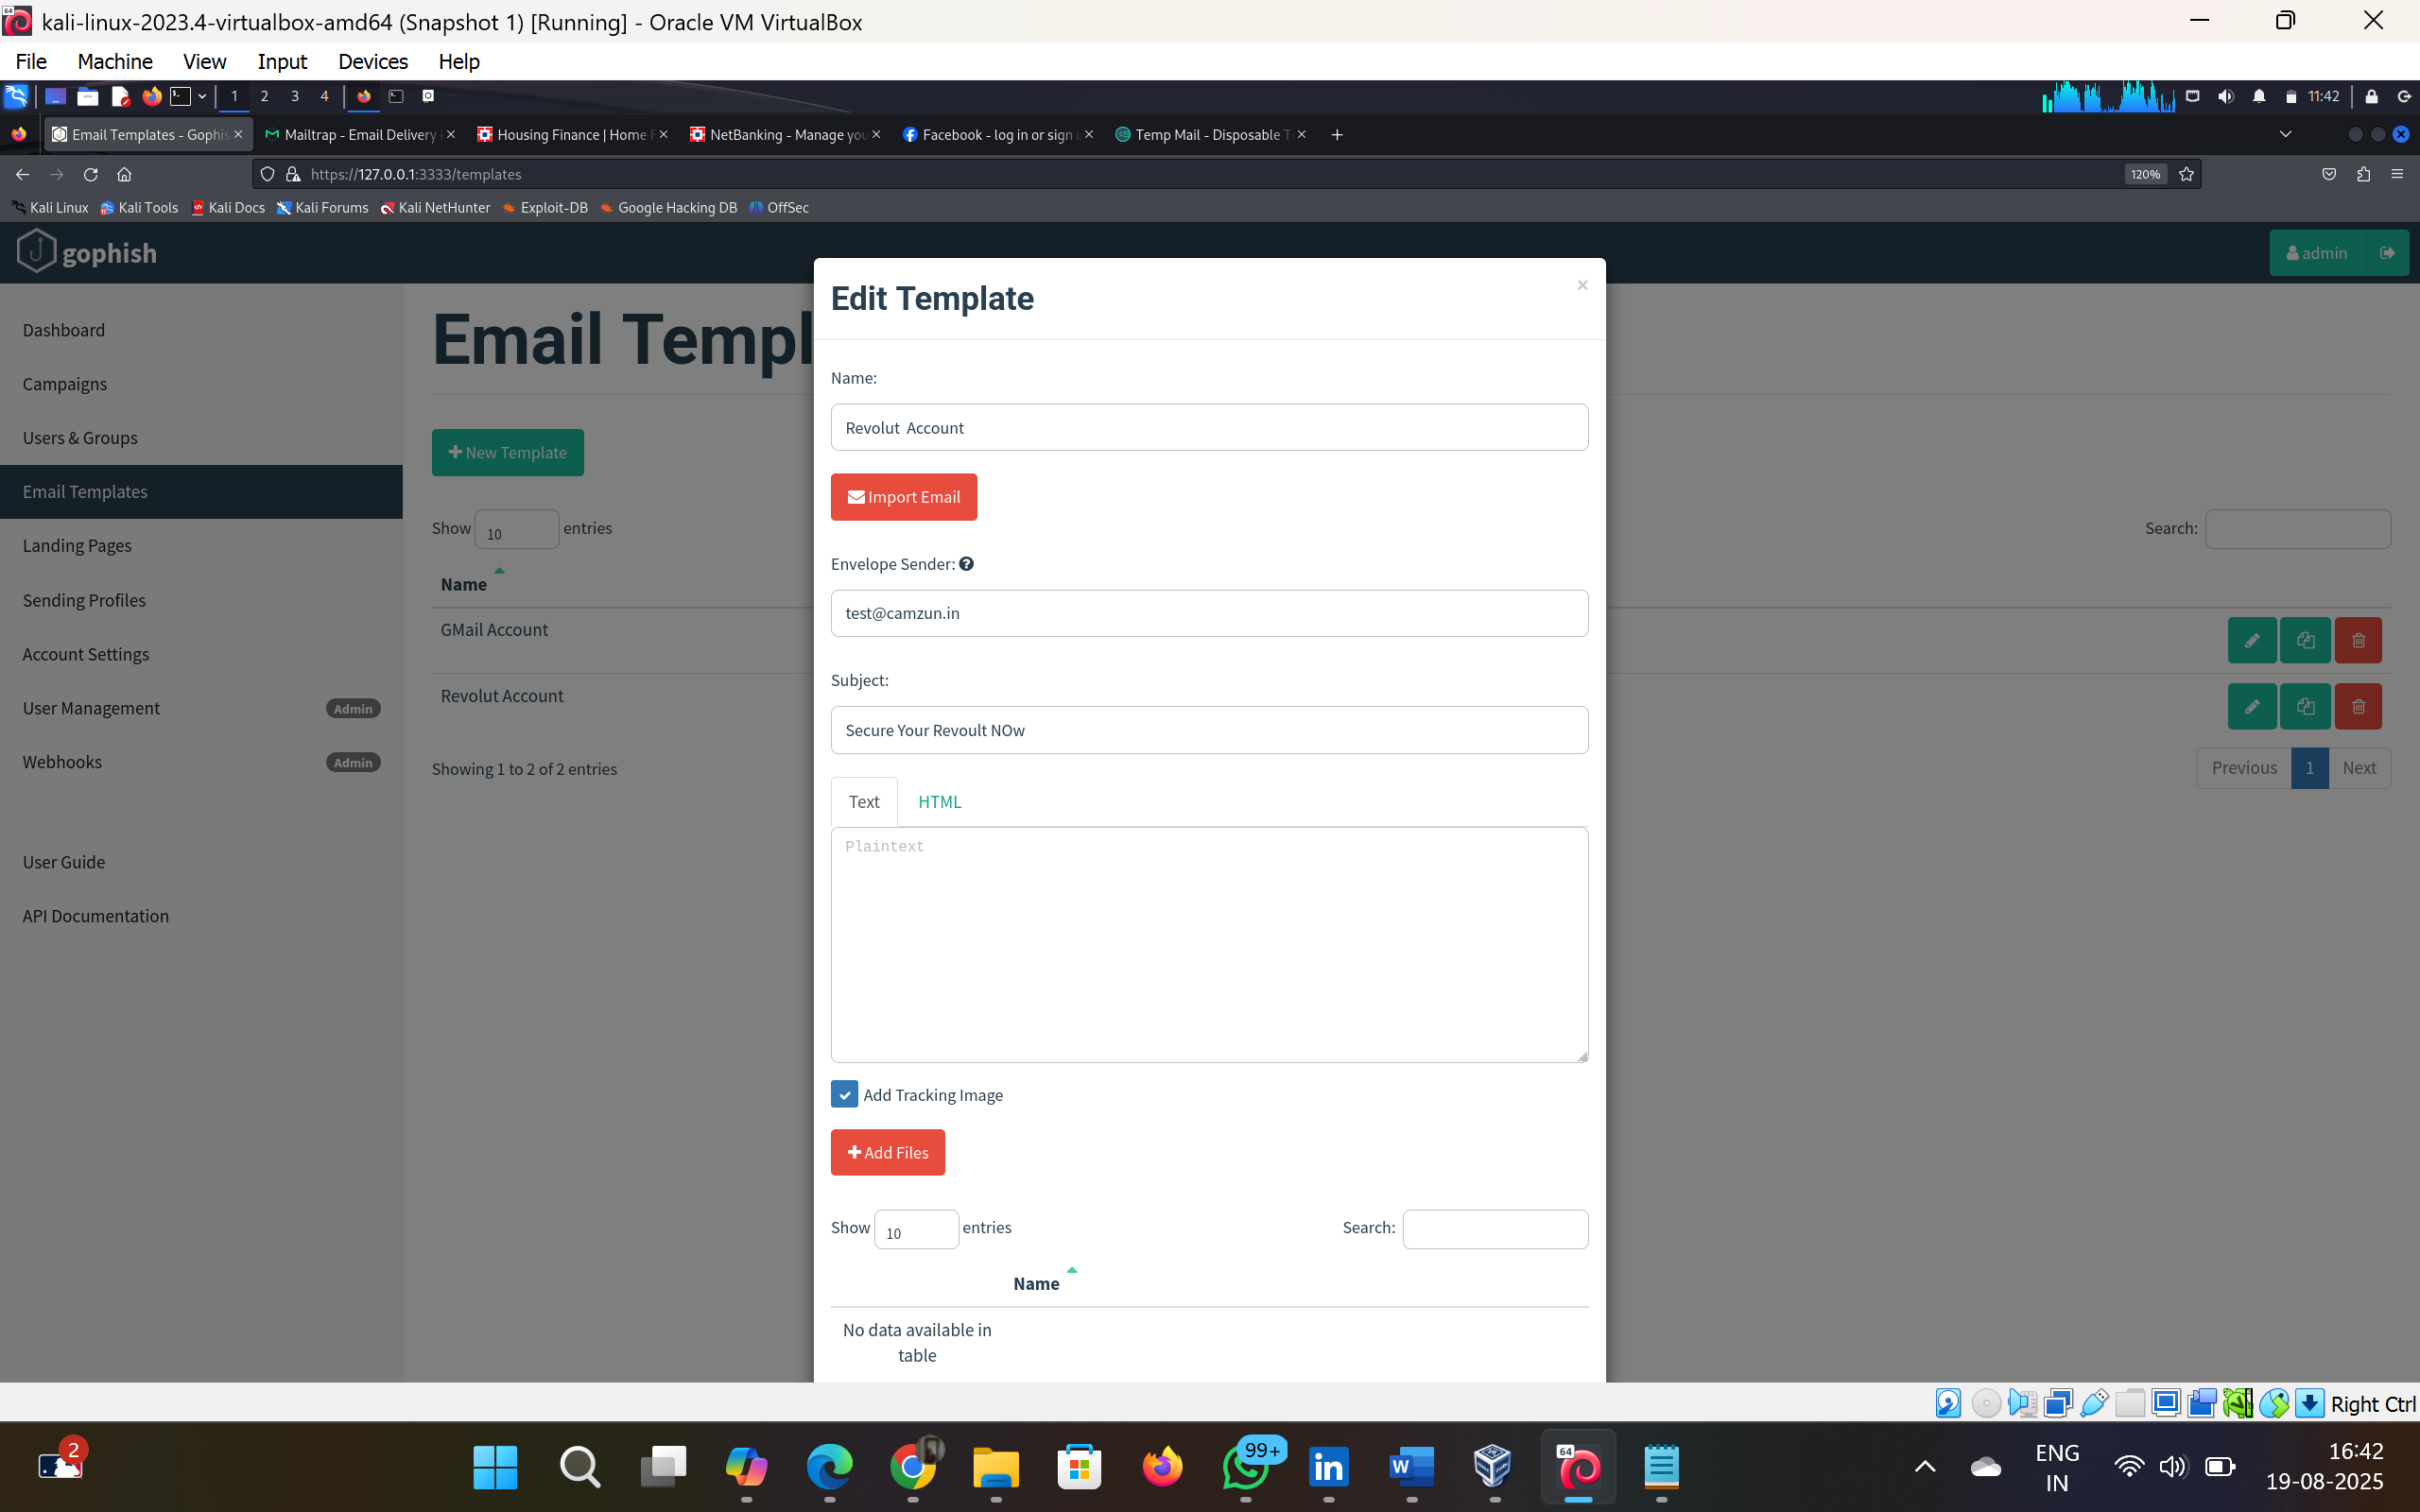 kali-linux-2023.4-virtualbox-amd64 (Snapshot 1) [Running] - Oracle VM VirtualBox
File Machine View Input Devices Help
1 2 3 4 11:42
Email Templates - Gophis Mailtrap - Email Delivery Housing Finance | Home F NetBanking - Manage you Facebook - log in or sign Temp Mail - Disposable T
https://127.0.0.1:3333/templates 120%
Kali Linux Kali Tools Kali Docs Kali Forums Kali NetHunter Exploit-DB Google Hacking DB OffSec
gophish admin
Dashboard
Campaigns
Users & Groups
Email Templates
Landing Pages
Sending Profiles
Account Settings
User Management Admin
Webhooks Admin
User Guide
API Documentation
Email Templ
New Template
Show 10 entries
Search:
Name
GMail Account
Revolut Account
Showing 1 to 2 of 2 entries
Previous 1 Next
Edit Template
×
Name:
Revolut  Account
Import Email
Envelope Sender:
test@camzun.in
Subject:
Secure Your Revoult NOw
Text HTML
Plaintext
Add Tracking Image
Add Files
Show 10 entries Search:
Name
No data available in
table
Right Ctrl
2
99+
64
ENG
IN
16:42
19-08-2025